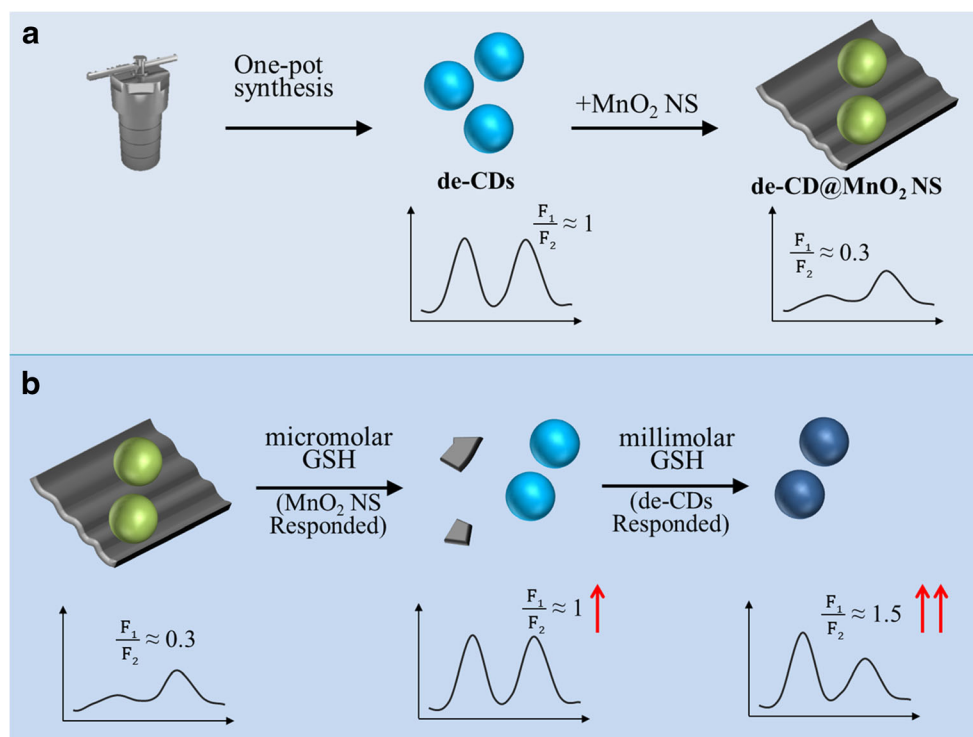 a
One-pot
synthesis
de-CDs
+MnO₂ NS
de-CD@MnO₂ NS
F₁
F₂
≈ 1
F₁
F₂
≈ 0.3
b
micromolar
GSH
(MnO₂ NS
Responded)
millimolar
GSH
(de-CDs
Responded)
F₁
F₂
≈ 0.3
F₁
F₂
≈ 1
F₁
F₂
≈ 1.5